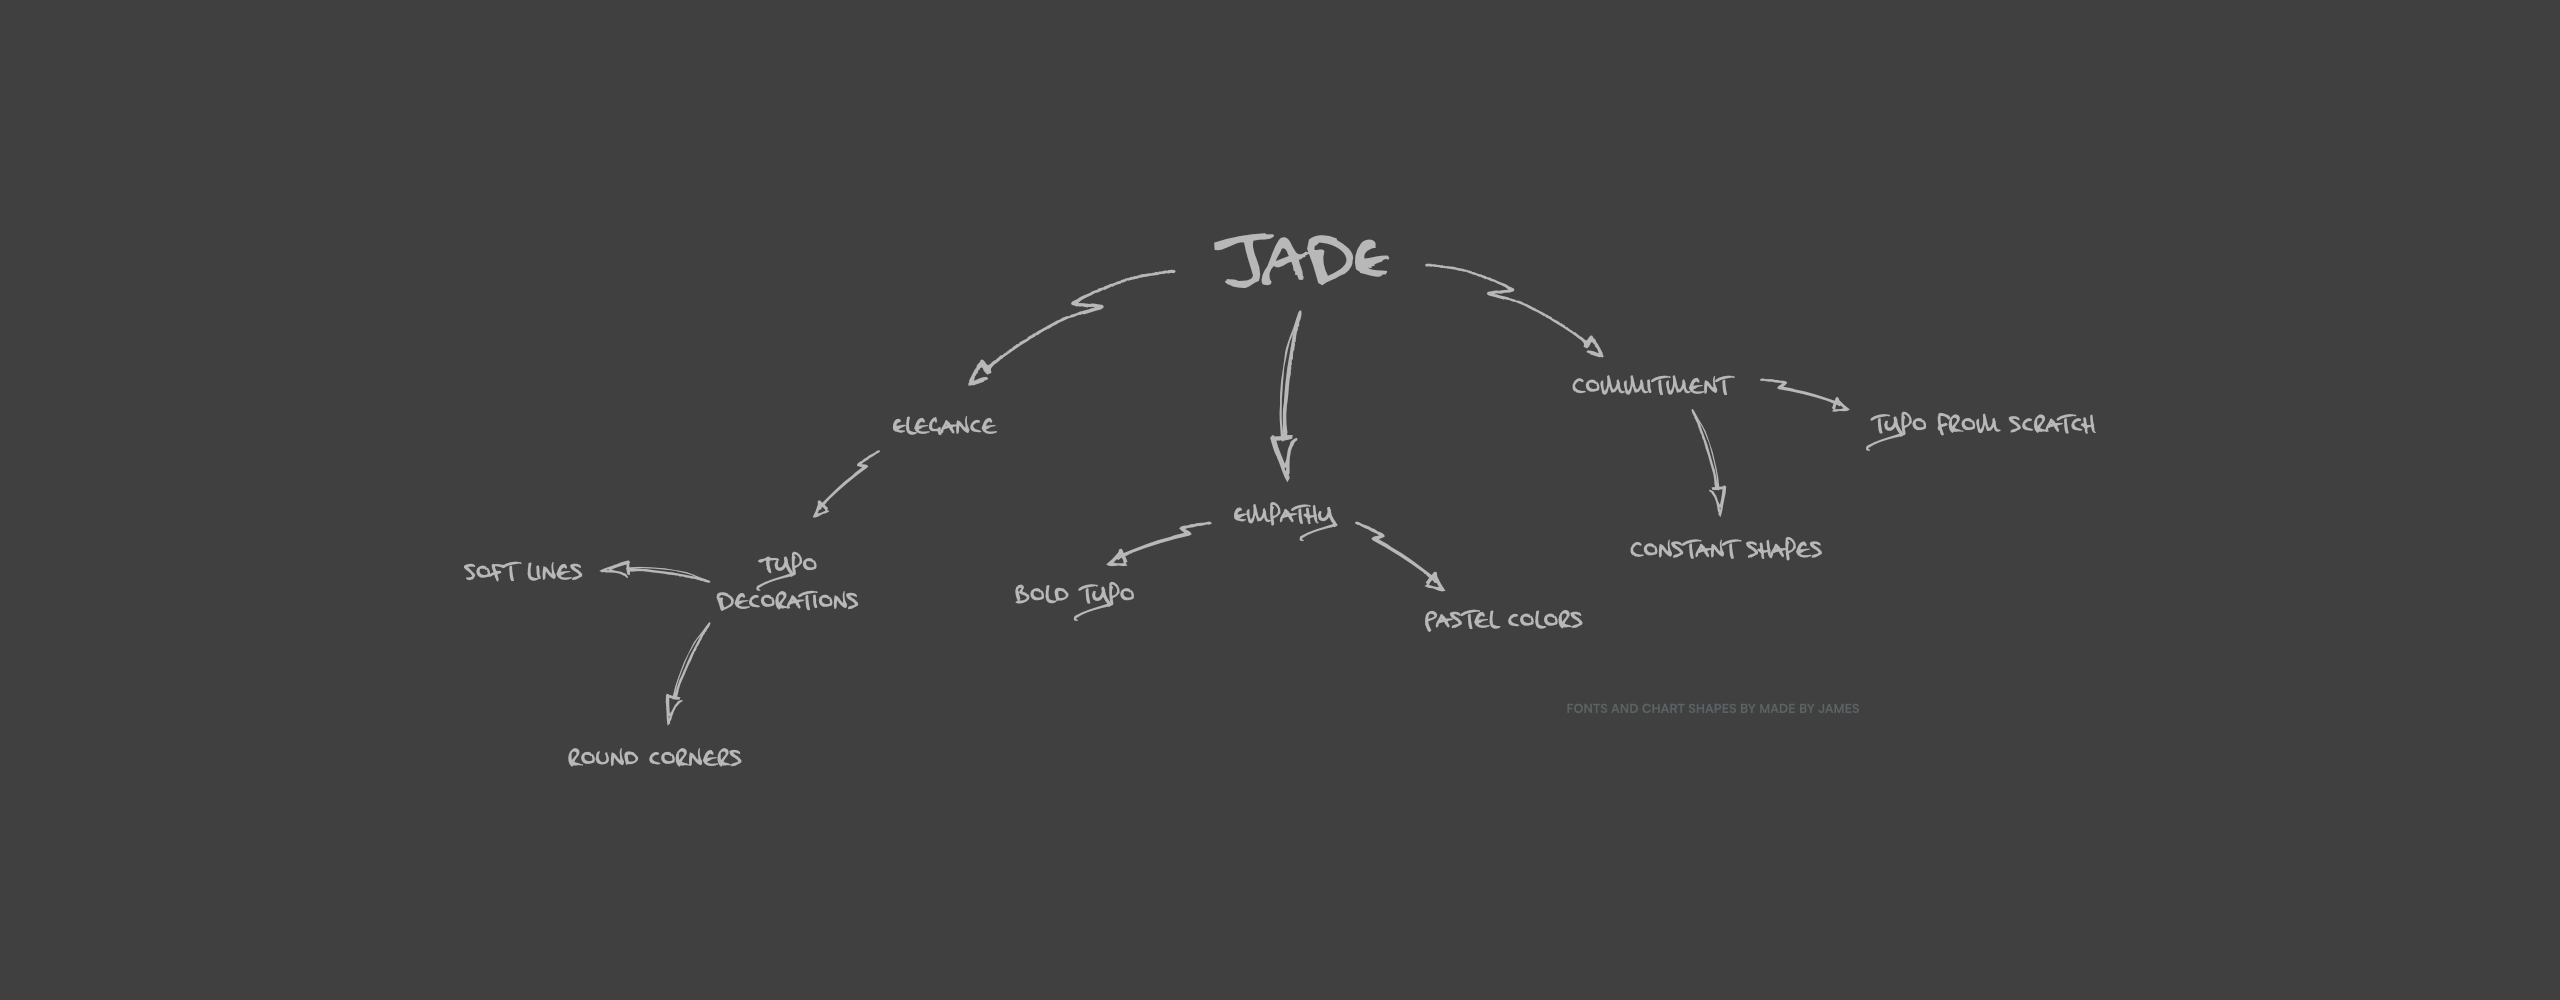 JADE
ELEGANCE
TYPO
DECORATIONS
SOFT LINES
ROUND CORNERS
EMPATHY
BOLD TYPO
PASTEL COLORS
COMMITMENT
TYPO FROM SCRATCH
CONSTANT SHAPES
FONTS AND CHART SHAPES BY MADE BY JAMES